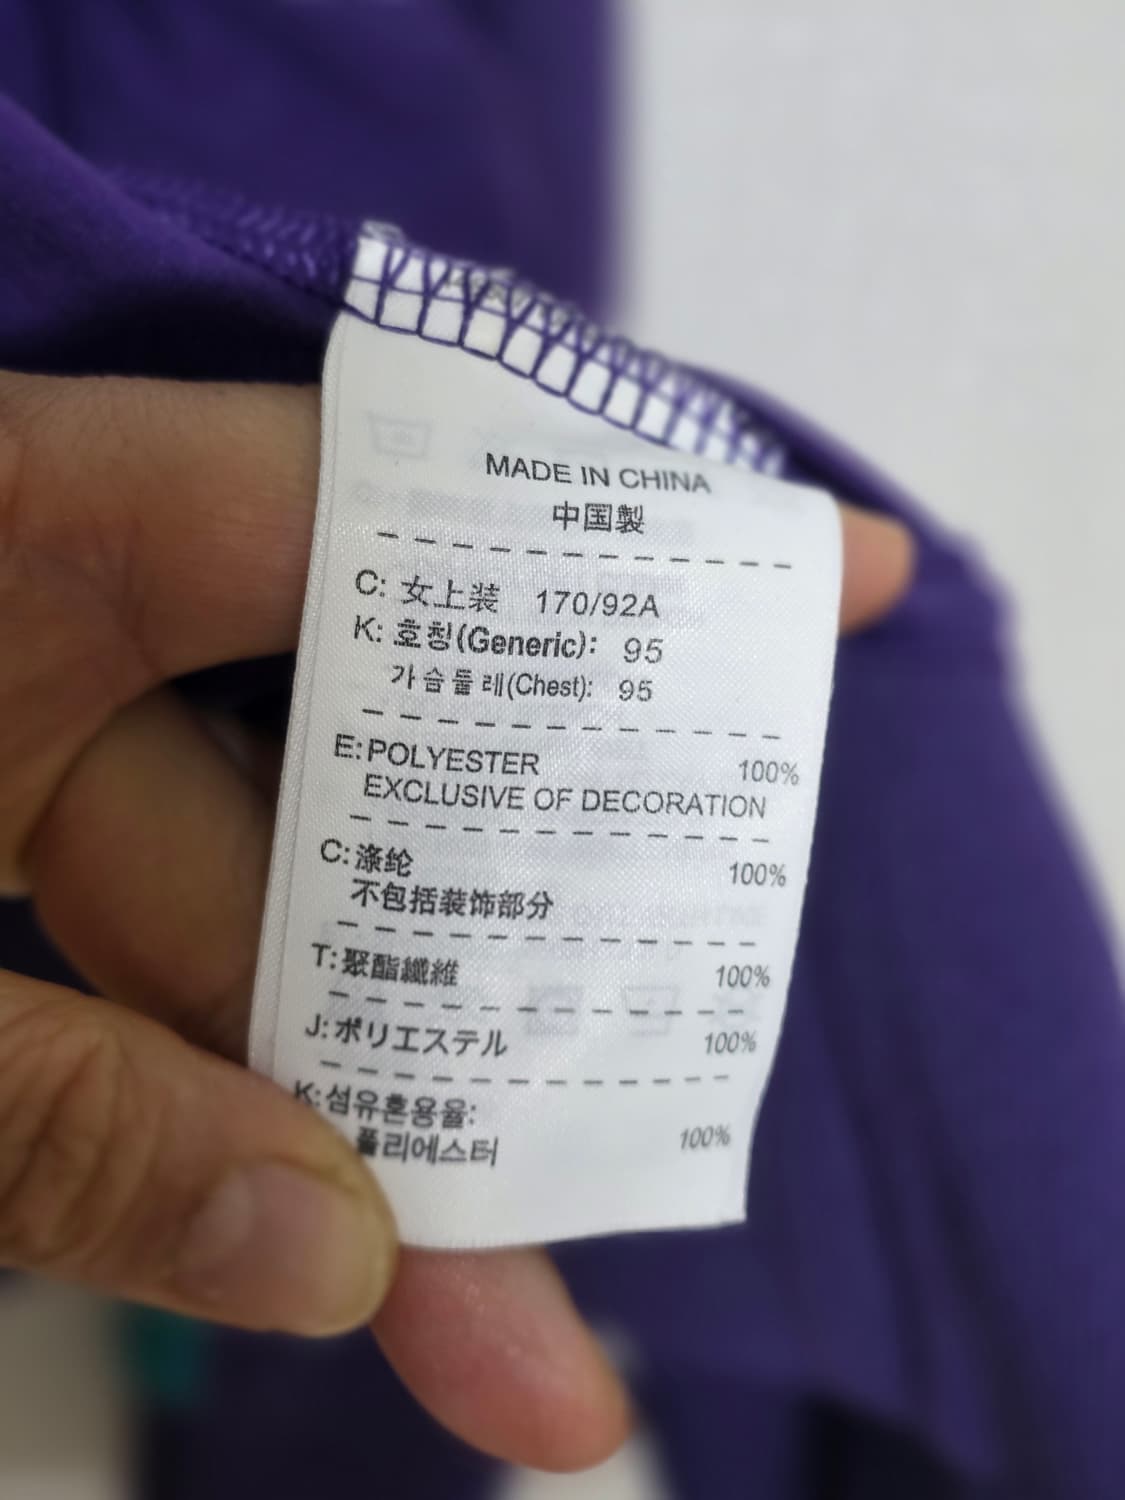 MADE IN CHINA
中国製
C: 女上装 170/92A
K: 호칭(Generic): 95
가슴둘레(Chest): 95
E: POLYESTER 100%
EXCLUSIVE OF DECORATION
C: 涤纶 100%
不包括装饰部分
T: 聚酯纖維 100%
J: ポリエステル 100%
K: 섬유혼용율:
폴리에스터 100%